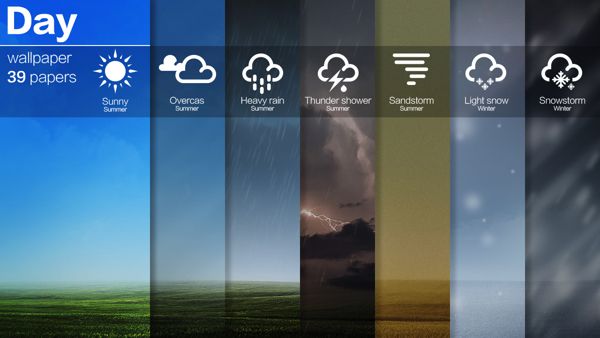 Day
wallpaper
39 papers
Sunny
Summer
Overcas
Summer
Heavy rain
Summer
Thunder shower
Summer
Sandstorm
Summer
Light snow
Winter
Snowstorm
Winter